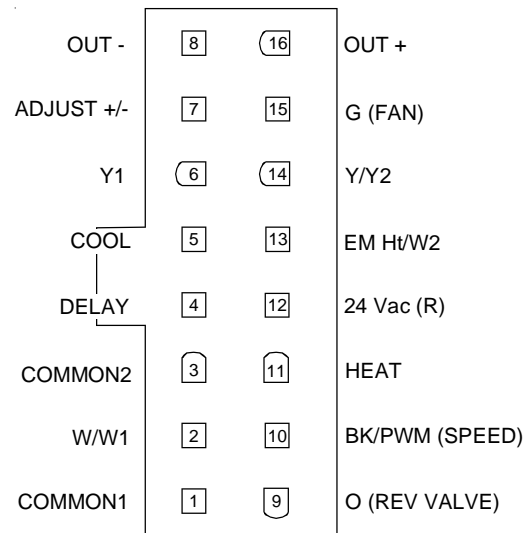 OUT - 8 16 OUT +
ADJUST +/- 7 15 G (FAN)
Y1 6 14 Y/Y2
COOL 5 13 EM Ht/W2
DELAY 4 12 24 Vac (R)
COMMON2 3 11 HEAT
W/W1 2 10 BK/PWM (SPEED)
COMMON1 1 9 O (REV VALVE)